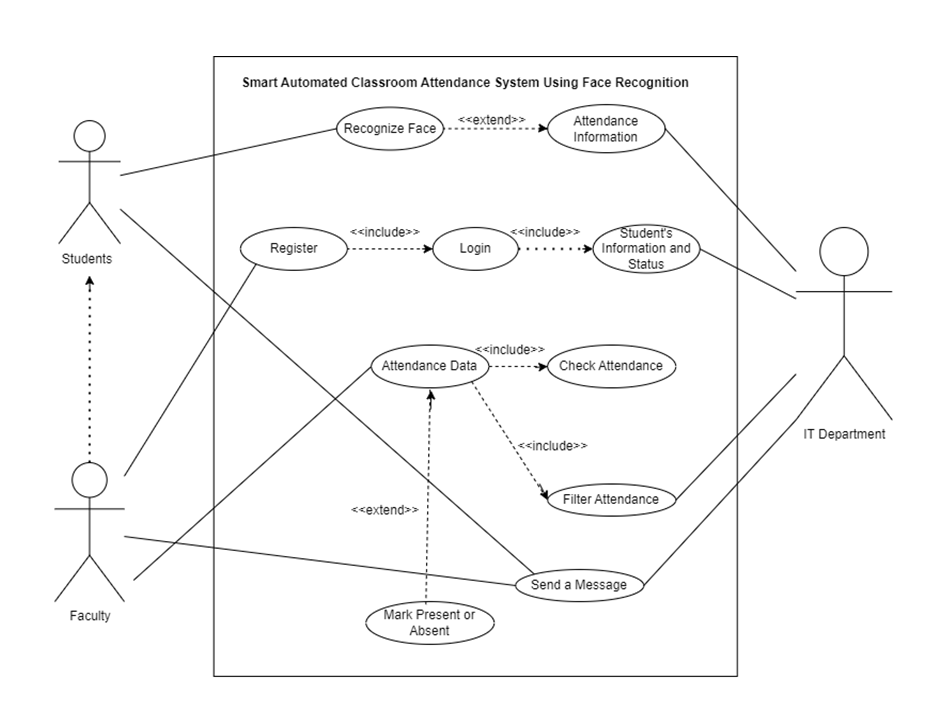 Smart Automated Classroom Attendance System Using Face Recognition
Recognize Face
<<extend>>
Attendance
Information
Students
Register
<<include>>
Login
<<include>>
Student's
Information and
Status
Attendance Data
<<include>>
Check Attendance
IT Department
<<include>>
Filter Attendance
<<extend>>
Send a Message
Faculty
Mark Present or
Absent